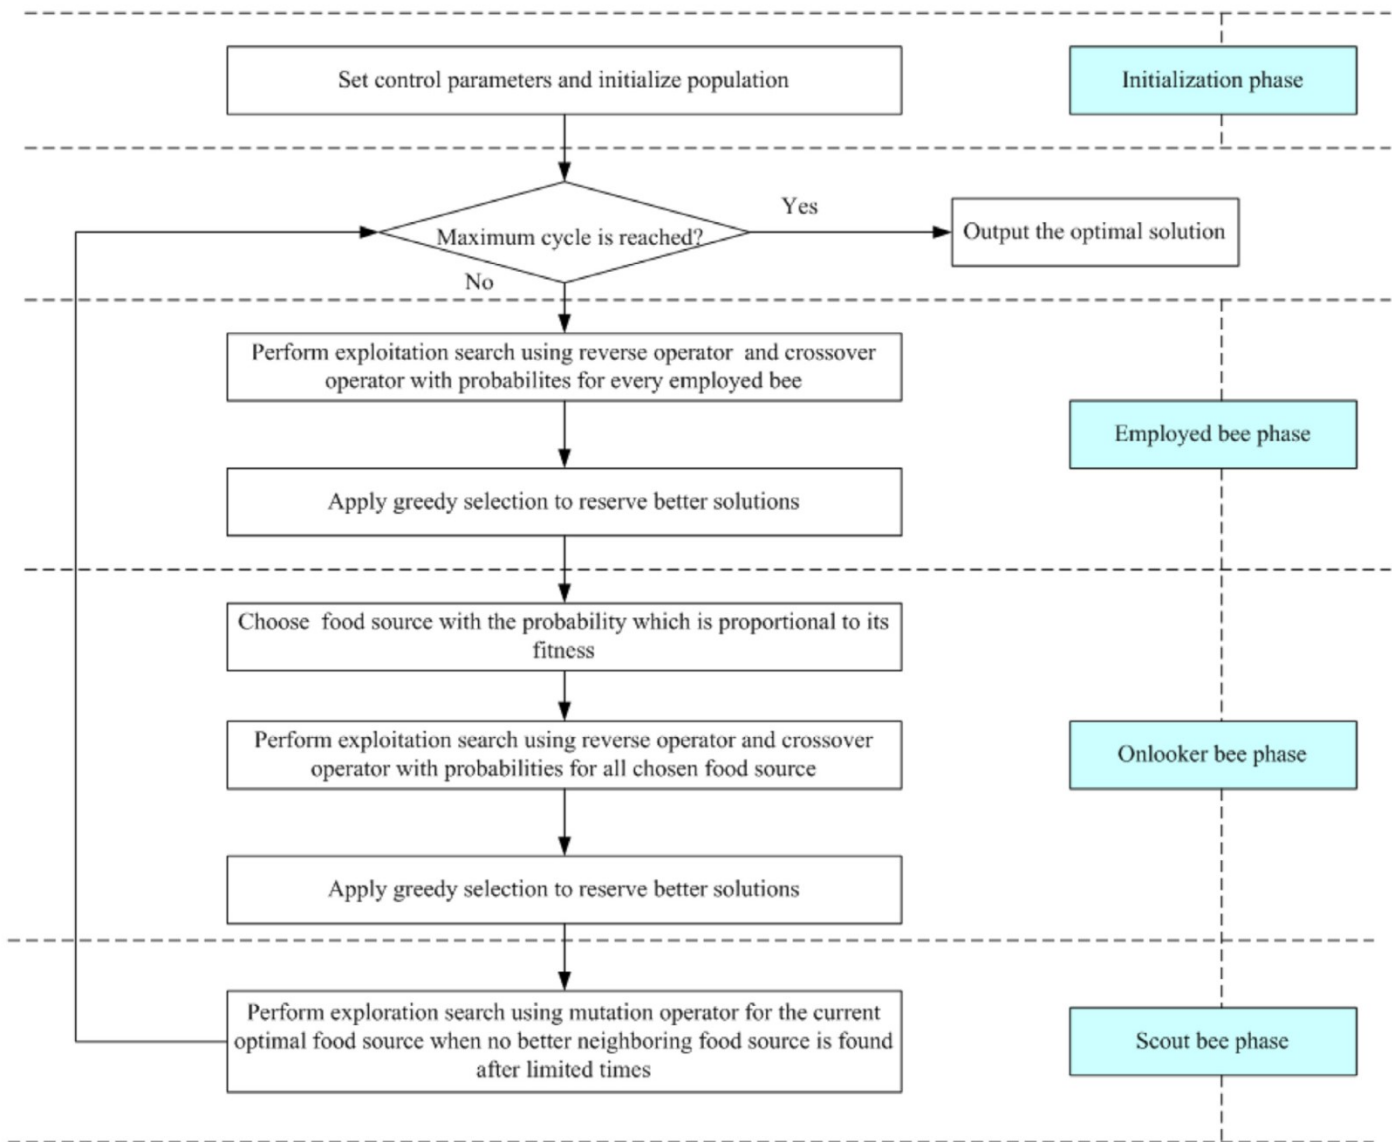 Set control parameters and initialize population
Initialization phase
Yes
Maximum cycle is reached?
Output the optimal solution
No
Perform exploitation search using reverse operator and crossover
operator with probabilites for every employed bee
Employed bee phase
Apply greedy selection to reserve better solutions
Choose food source with the probability which is proportional to its
fitness
Perform exploitation search using reverse operator and crossover
operator with probabilities for all chosen food source
Onlooker bee phase
Apply greedy selection to reserve better solutions
Perform exploration search using mutation operator for the current
optimal food source when no better neighboring food source is found
after limited times
Scout bee phase